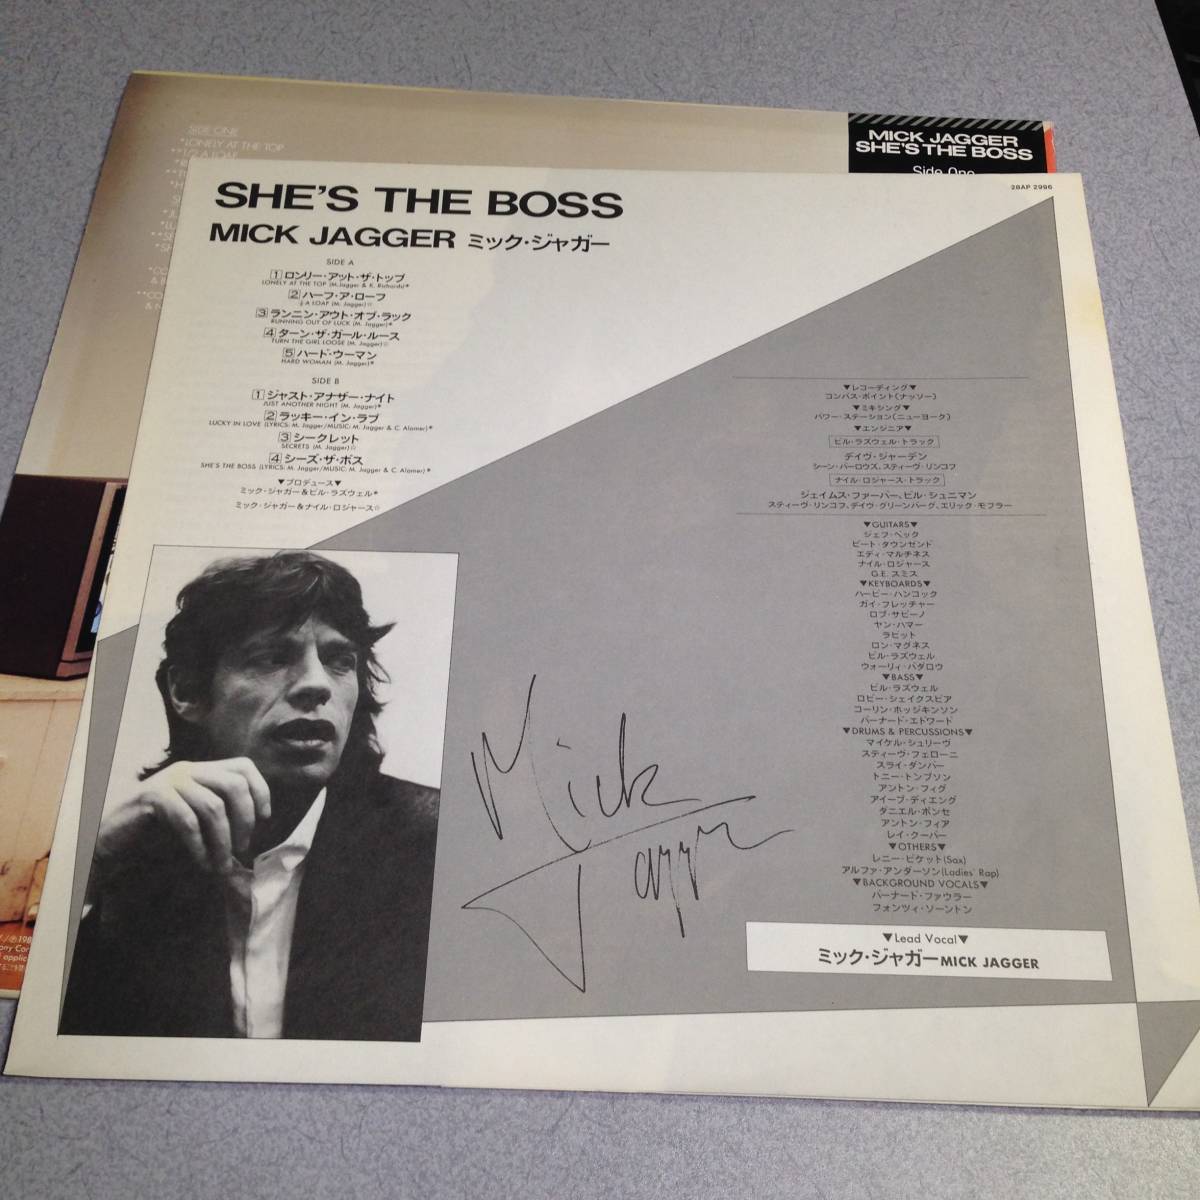 SIDE ONE
LONELY AT THE TOP
MICK JAGGER
SHE'S THE BOSS
Side One
28AP 2996
SHE'S THE BOSS
MICK JAGGER ミック・ジャガー
SIDE A
1 ロンリー・アット・ザ・トップ
LONELY AT THE TOP (M.Jagger & K. Richards)*
2 ハーフ・ア・ローフ
½ A LOAF (M. Jagger)☆
3 ランニン・アウト・オブ・ラック
RUNNING OUT OF LUCK (M. Jagger)*
4 ターン・ザ・ガール・ルース
TURN THE GIRL LOOSE (M. Jagger)☆
5 ハード・ウーマン
HARD WOMAN (M. Jagger)*
SIDE B
1 ジャスト・アナザー・ナイト
JUST ANOTHER NIGHT (M. Jagger)*
2 ラッキー・イン・ラブ
LUCKY IN LOVE (LYRICS: M. Jagger/MUSIC: M. Jagger & C. Alomar)*
3 シークレット
SECRETS (M. Jagger)☆
4 シーズ・ザ・ボス
SHE'S THE BOSS (LYRICS: M. Jagger/MUSIC: M. Jagger & C. Alomar)*
▼プロデュース▼
ミック・ジャガー&ビル・ラズウェル*
ミック・ジャガー&ナイル・ロジャース☆
▼レコーディング▼
コンパス・ポイント(ナッソー)
▼ミキシング▼
パワー・ステーション(ニューヨーク)
▼エンジニア▼
ビル・ラズウェル・トラック
デイヴ・ジャーデン
シーン・バーロウズ、スティーヴ・リンコフ
ナイル・ロジャース・トラック
ジェイムス・ファーバー、ビル・シュニマン
スティーヴ・リンコフ、デイヴ・グリーンバーグ、エリック・モフラー
▼GUITARS▼
ジェフ・ベック
ピート・タウンゼンド
エディ・マルチネス
ナイル・ロジャース
G.E. スミス
▼KEYBOARDS▼
ハービー・ハンコック
ガイ・フレッチャー
ロブ・サビーノ
ヤン・ハマー
ラビット
ロン・マグネス
ビル・ラズウェル
ウォーリィ・バダロウ
▼BASS▼
ビル・ラズウェル
ロビー・シェイクスピア
コーリン・ホッジキンソン
バーナード・エドワード
▼DRUMS & PERCUSSIONS▼
マイケル・シュリーヴ
スティーヴ・フェローニ
スライ・ダンバー
トニー・トンプソン
アントン・フィグ
アイーブ・ディエング
ダニエル・ポンセ
アントン・フィア
レイ・クーパー
▼OTHERS▼
レニー・ピケット(Sax)
アルファ・アンダーソン(Ladies' Rap)
▼BACKGROUND VOCALS▼
バーナード・ファウラー
フォンツィ・ソーントン
▼Lead Vocal▼
ミック・ジャガーMICK JAGGER
Mick
Jagger